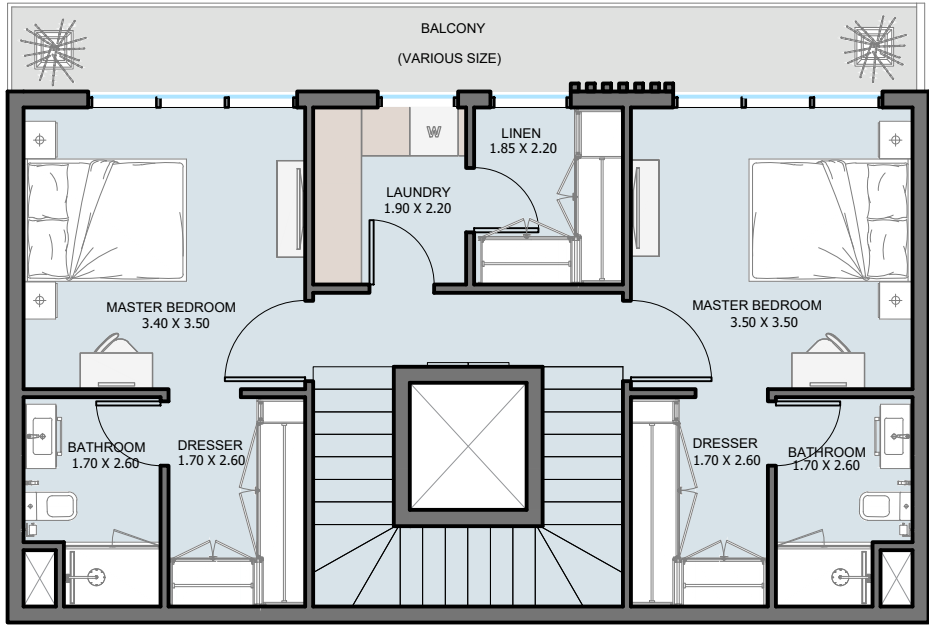 BALCONY
(VARIOUS SIZE)
W
LINEN
1.85 X 2.20
LAUNDRY
1.90 X 2.20
MASTER BEDROOM
3.40 X 3.50
MASTER BEDROOM
3.50 X 3.50
BATHROOM
1.70 X 2.60
DRESSER
1.70 X 2.60
DRESSER
1.70 X 2.60
BATHROOM
1.70 X 2.60